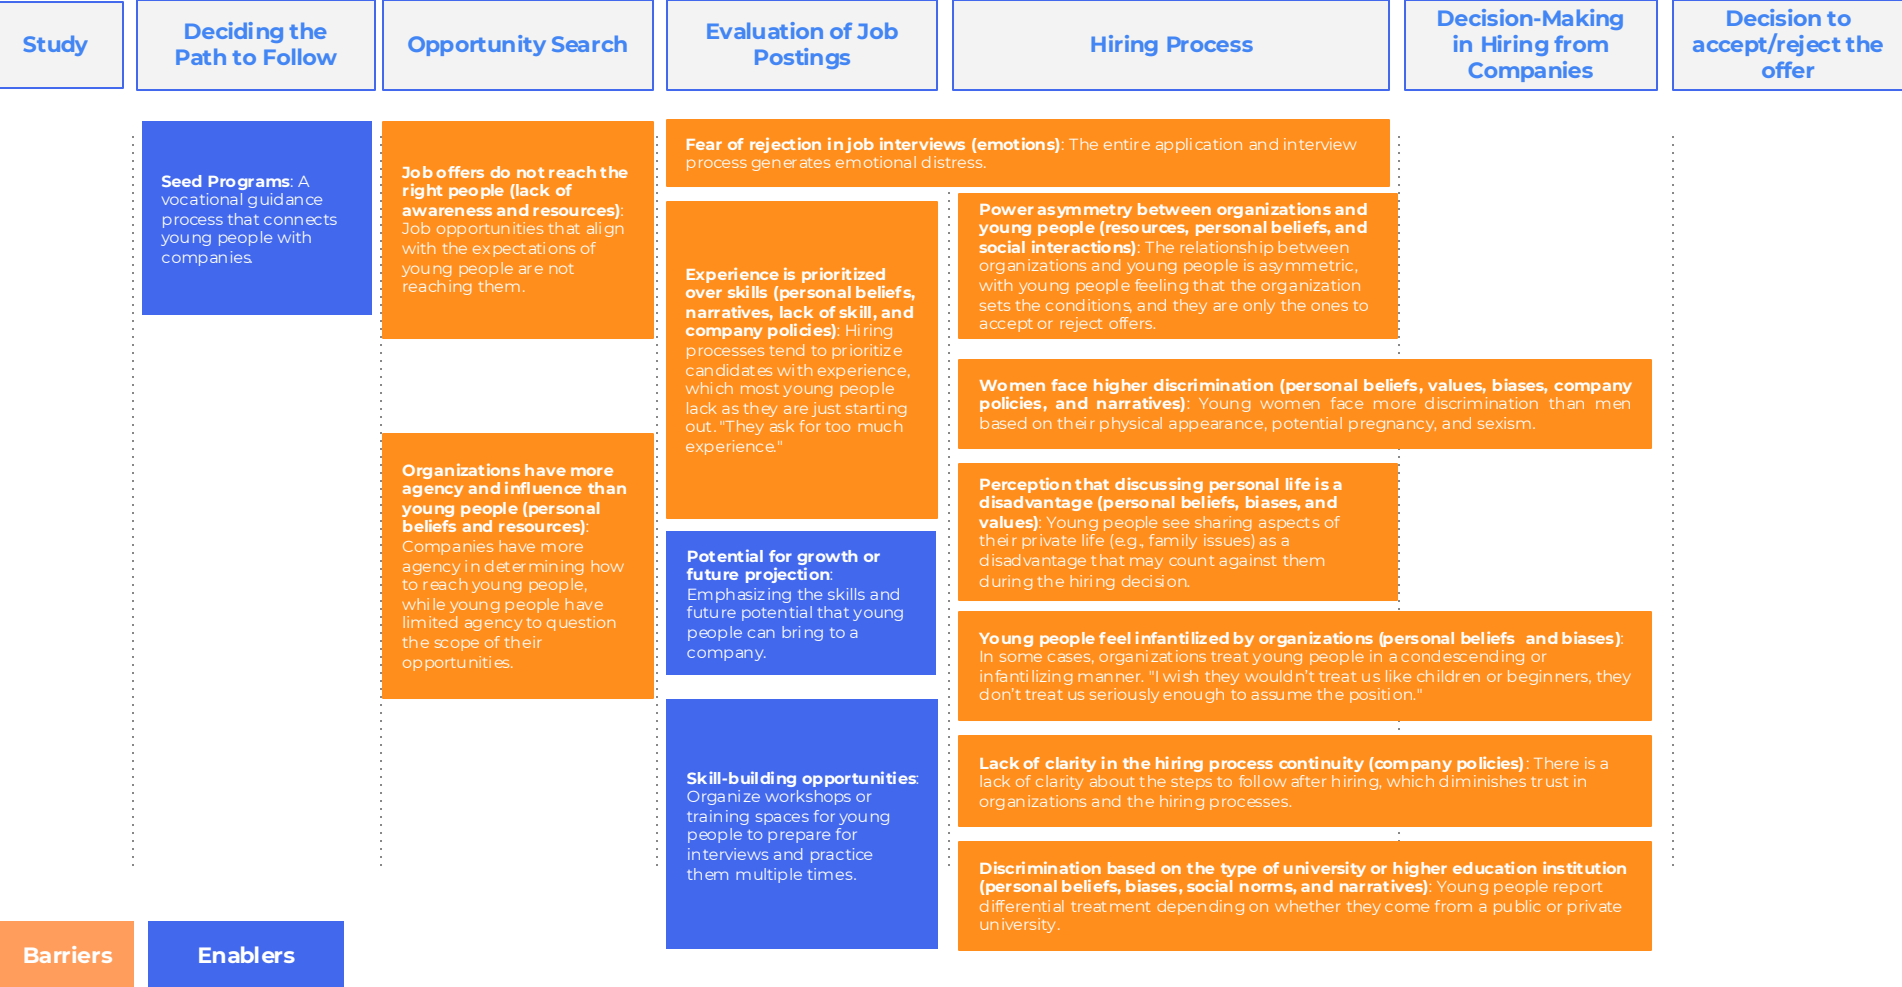 Study
Deciding the
Path to Follow
Opportunity Search
Evaluation of Job
Postings
Hiring Process
Decision-Making
in Hiring from
Companies
Decision to
accept/reject the
offer
Seed Programs: A
vocational guidance
process that connects
young people with
companies.
Job offers do not reach the
right people (lack of
awareness and resources):
Job opportunities that align
with the expectations of
young people are not
reaching them.
Organizations have more
agency and influence than
young people (personal
beliefs and resources):
Companies have more
agency in determining how
to reach young people,
while young people have
limited agency to question
the scope of their
opportunities.
Fear of rejection in job interviews (emotions): The entire application and interview
process generates emotional distress.
Experience is prioritized
over skills (personal beliefs,
narratives, lack of skill, and
company policies): Hiring
processes tend to prioritize
candidates with experience,
which most young people
lack as they are just starting
out. "They ask for too much
experience."
Potential for growth or
future projection:
Emphasizing the skills and
future potential that young
people can bring to a
company.
Skill-building opportunities:
Organize workshops or
training spaces for young
people to prepare for
interviews and practice
them multiple times.
Power asymmetry between organizations and
young people (resources, personal beliefs, and
social interactions): The relationship between
organizations and young people is asymmetric,
with young people feeling that the organization
sets the conditions, and they are only the ones to
accept or reject offers.
Women face higher discrimination (personal beliefs, values, biases, company
policies, and narratives): Young women face more discrimination than men
based on their physical appearance, potential pregnancy, and sexism.
Perception that discussing personal life is a
disadvantage (personal beliefs, biases, and
values): Young people see sharing aspects of
their private life (e.g., family issues) as a
disadvantage that may count against them
during the hiring decision.
Young people feel infantilized by organizations (personal beliefs and biases):
In some cases, organizations treat young people in a condescending or
infantilizing manner. "I wish they wouldn’t treat us like children or beginners, they
don’t treat us seriously enough to assume the position."
Lack of clarity in the hiring process continuity (company policies): There is a
lack of clarity about the steps to follow after hiring, which diminishes trust in
organizations and the hiring processes.
Discrimination based on the type of university or higher education institution
(personal beliefs, biases, social norms, and narratives): Young people report
differential treatment depending on whether they come from a public or private
university.
Barriers
Enablers